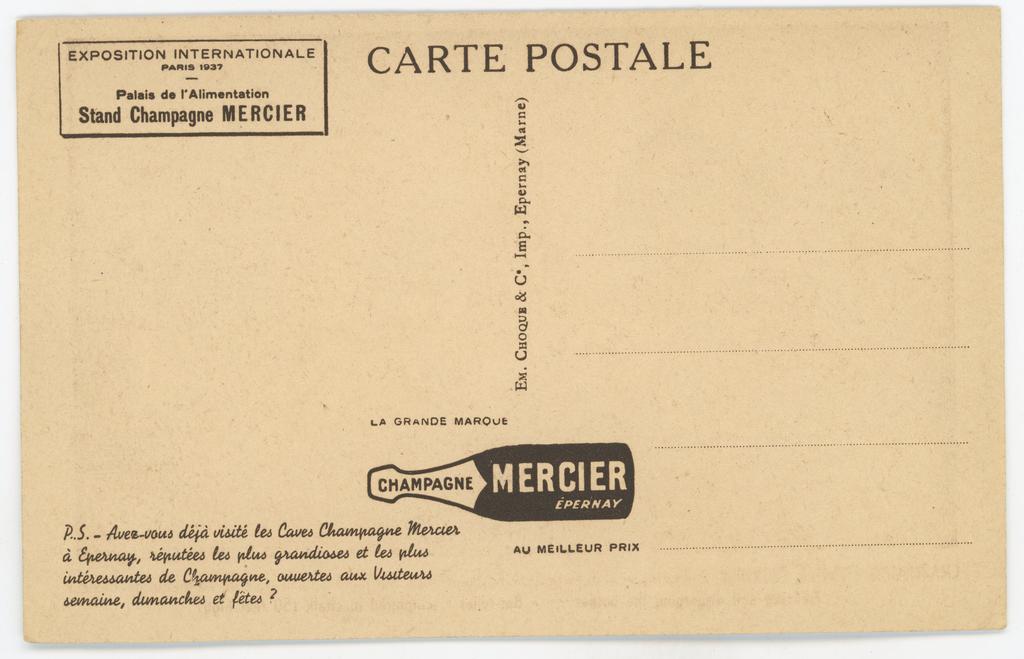 EXPOSITION INTERNATIONALE
PARIS 1937
Palais de l'Alimentation
Stand Champagne MERCIER
CARTE POSTALE
EM. CHOQUE & Cº, Imp., Epernay (Marne)
LA GRANDE MARQUE
CHAMPAGNE MERCIER
ÉPERNAY
AU MEILLEUR PRIX
P.S. - Avez-vous déjà visité les Caves Champagne Mercier
à Epernay, réputées les plus grandioses et les plus
intéressantes de Champagne, ouvertes aux Visiteurs
semaine, dimanches et fêtes ?